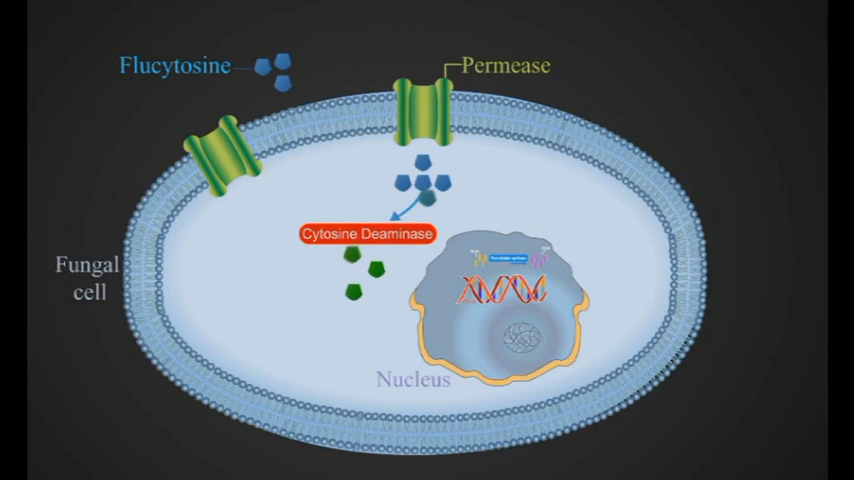 Flucytosine
Permease
Cytosine Deaminase
Fungal
cell
Nucleus